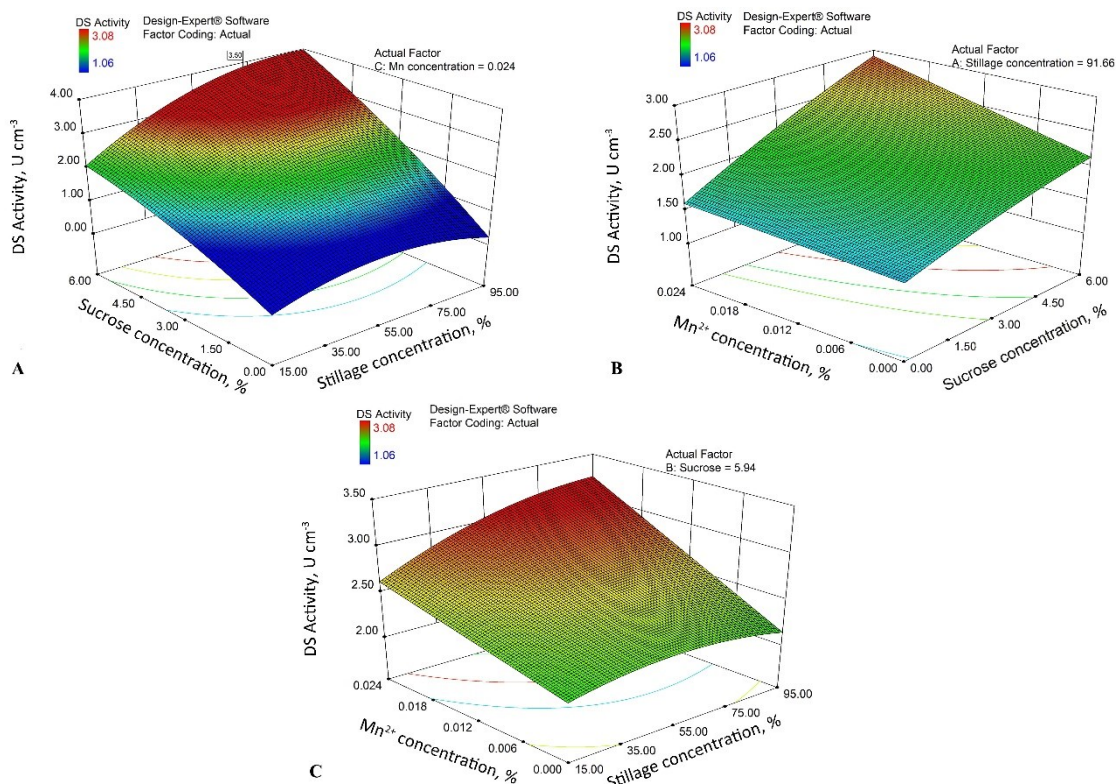 DS Activity
3.08
1.06
Design-Expert® Software
Factor Coding: Actual
3.50
Actual Factor
C: Mn concentration = 0.024
4.00
3.00
2.00
1.00
0.00
DS Activity, U cm⁻³
6.00
4.50
3.00
1.50
0.00
Sucrose concentration, %
15.00
35.00
55.00
75.00
95.00
Stillage concentration, %
A
DS Activity
3.08
1.06
Design-Expert® Software
Factor Coding: Actual
Actual Factor
A: Stillage concentration = 91.66
3.00
2.50
2.00
1.50
1.00
DS Activity, U cm⁻³
0.024
0.018
0.012
0.006
0.000
Mn²⁺ concentration, %
0.00
1.50
3.00
4.50
6.00
Sucrose concentration, %
B
DS Activity
3.08
1.06
Design-Expert® Software
Factor Coding: Actual
Actual Factor
B: Sucrose = 5.94
3.50
3.00
2.50
2.00
DS Activity, U cm⁻³
0.024
0.018
0.012
0.006
0.000
Mn²⁺ concentration, %
15.00
35.00
55.00
75.00
95.00
Stillage concentration, %
C